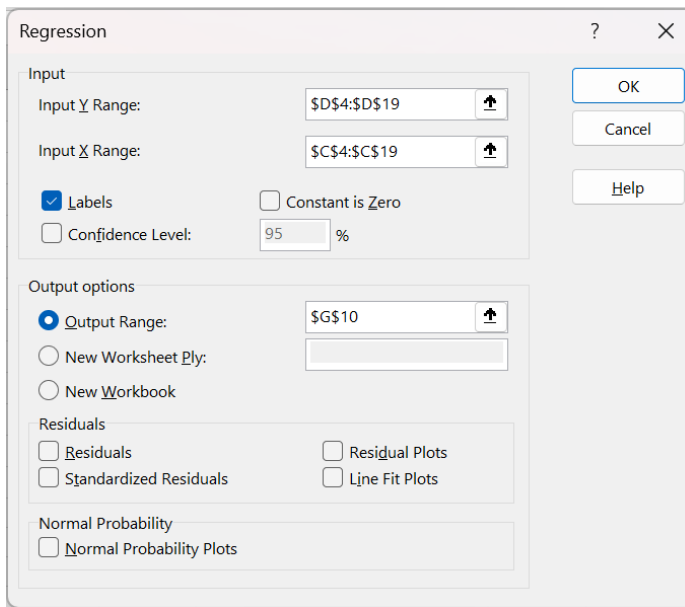 Regression ?
Input
Input Y Range: $D$4:$D$19
Input X Range: $C$4:$C$19
Labels Constant is Zero
Confidence Level: 95 %
OK
Cancel
Help
Output options
Output Range: $G$10
New Worksheet Ply:
New Workbook
Residuals
Residuals Residual Plots
Standardized Residuals Line Fit Plots
Normal Probability
Normal Probability Plots